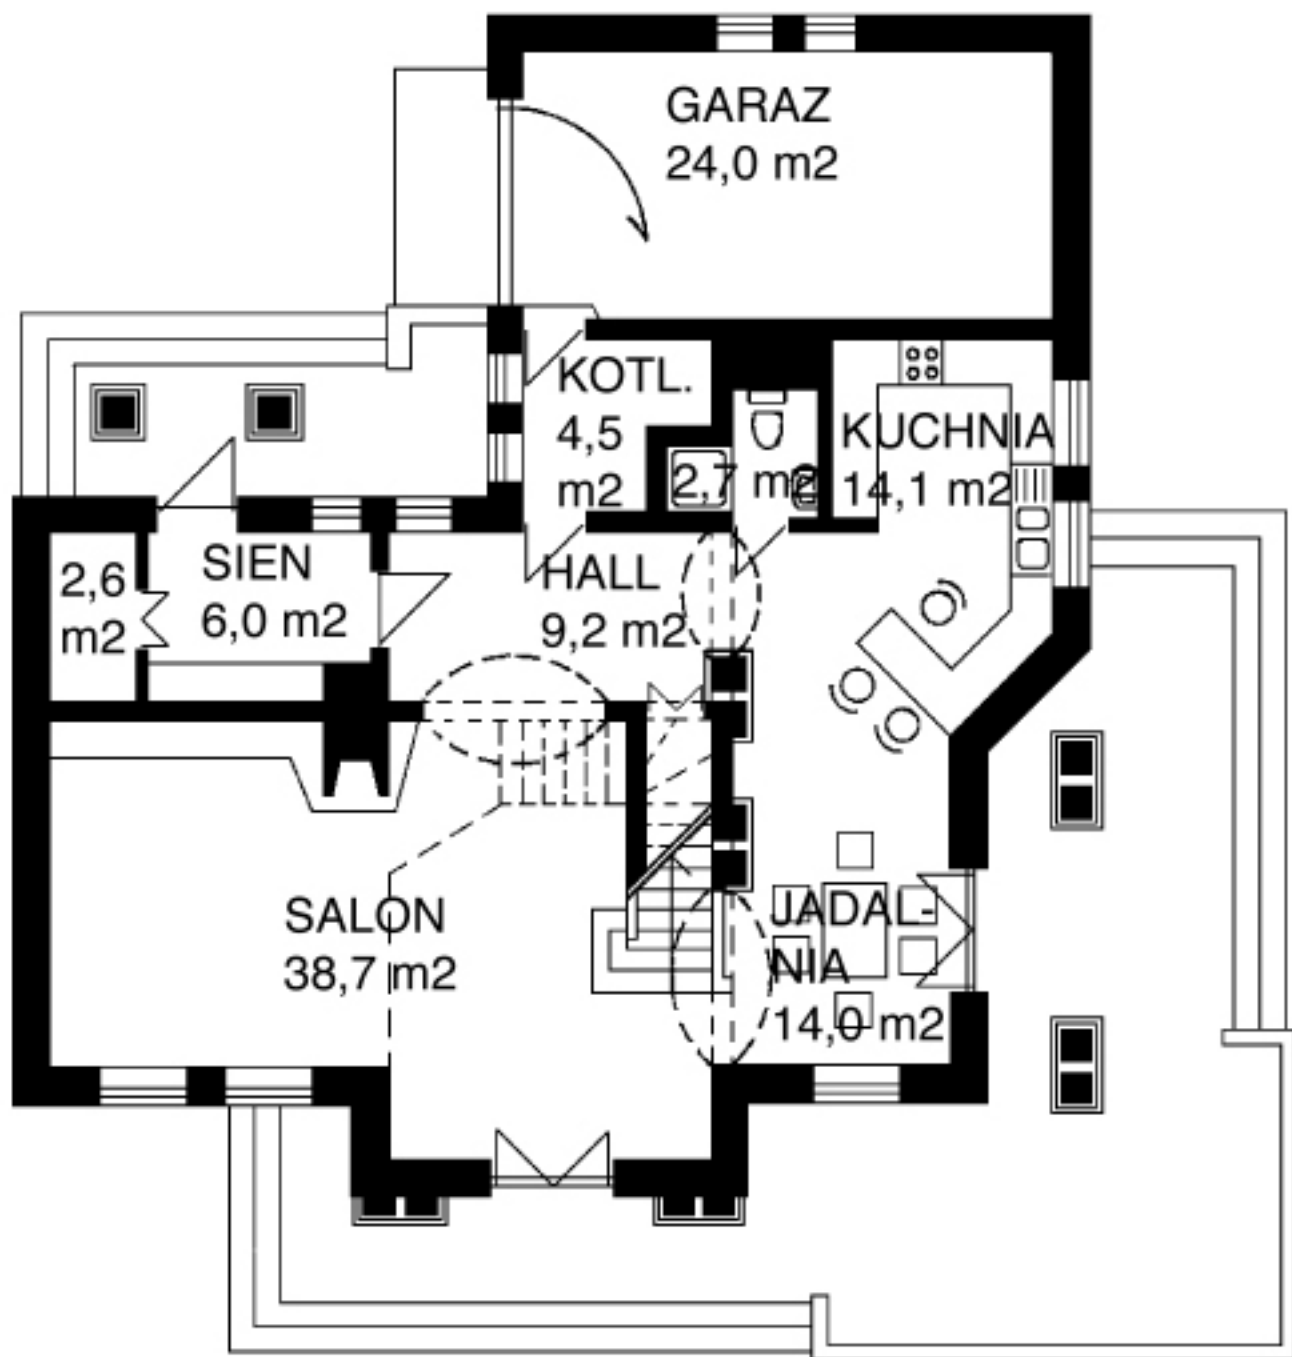 GARAZ
24,0 m2
KOTL.
4,5
m2
2,7 m2
KUCHNIA
14,1 m2
2,6
m2
SIEN
6,0 m2
HALL
9,2 m2
SALON
38,7 m2
JADAL-
NIA
14,0 m2